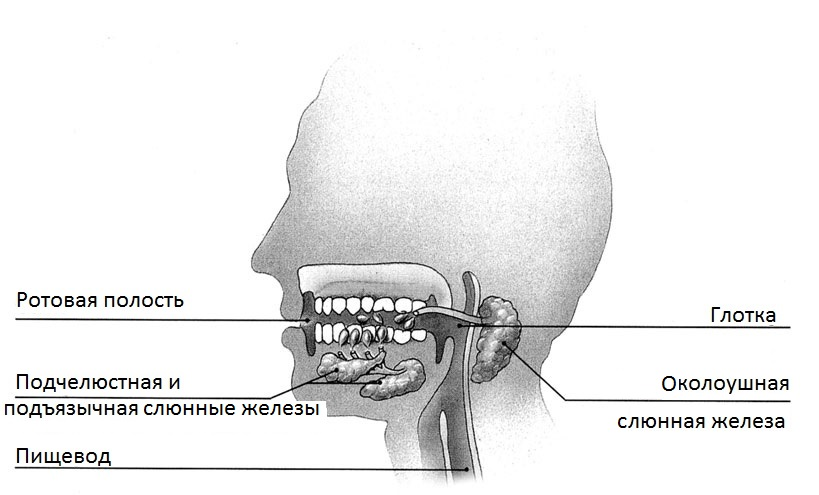 Ротовая полость
Глотка
Подчелюстная и
подъязычная слюнные железы
Околоушная
слюнная железа
Пищевод